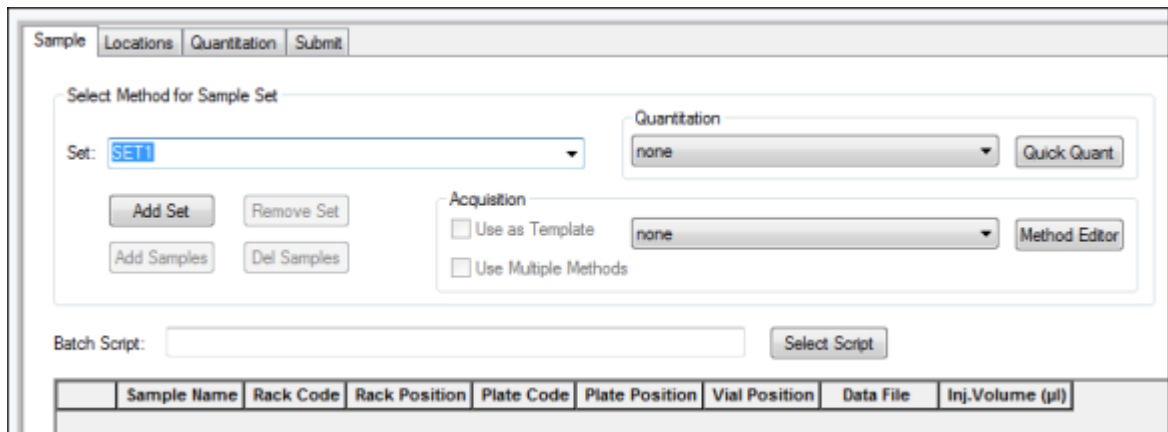 Sample Locations Quantitation Submit
Select Method for Sample Set
Quantitation
Set: SET1 none Quick Quant
Add Set Remove Set
Acquisition
Use as Template none Method Editor
Add Samples Del Samples
Use Multiple Methods
Batch Script: Select Script
Sample Name Rack Code Rack Position Plate Code Plate Position Vial Position Data File Inj.Volume (µl)